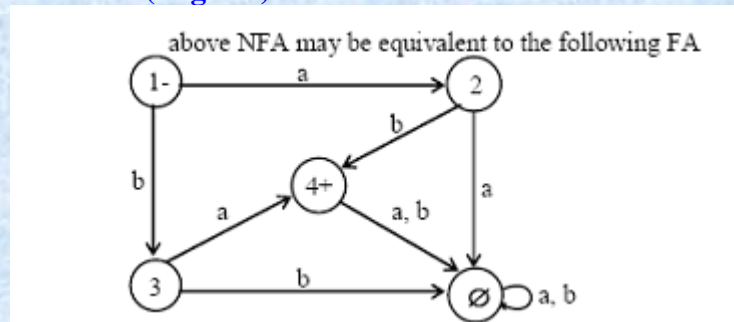 above NFA may be equivalent to the following FA
1- a 2
b
b 4+ a
a a, b
3 b Ø a, b